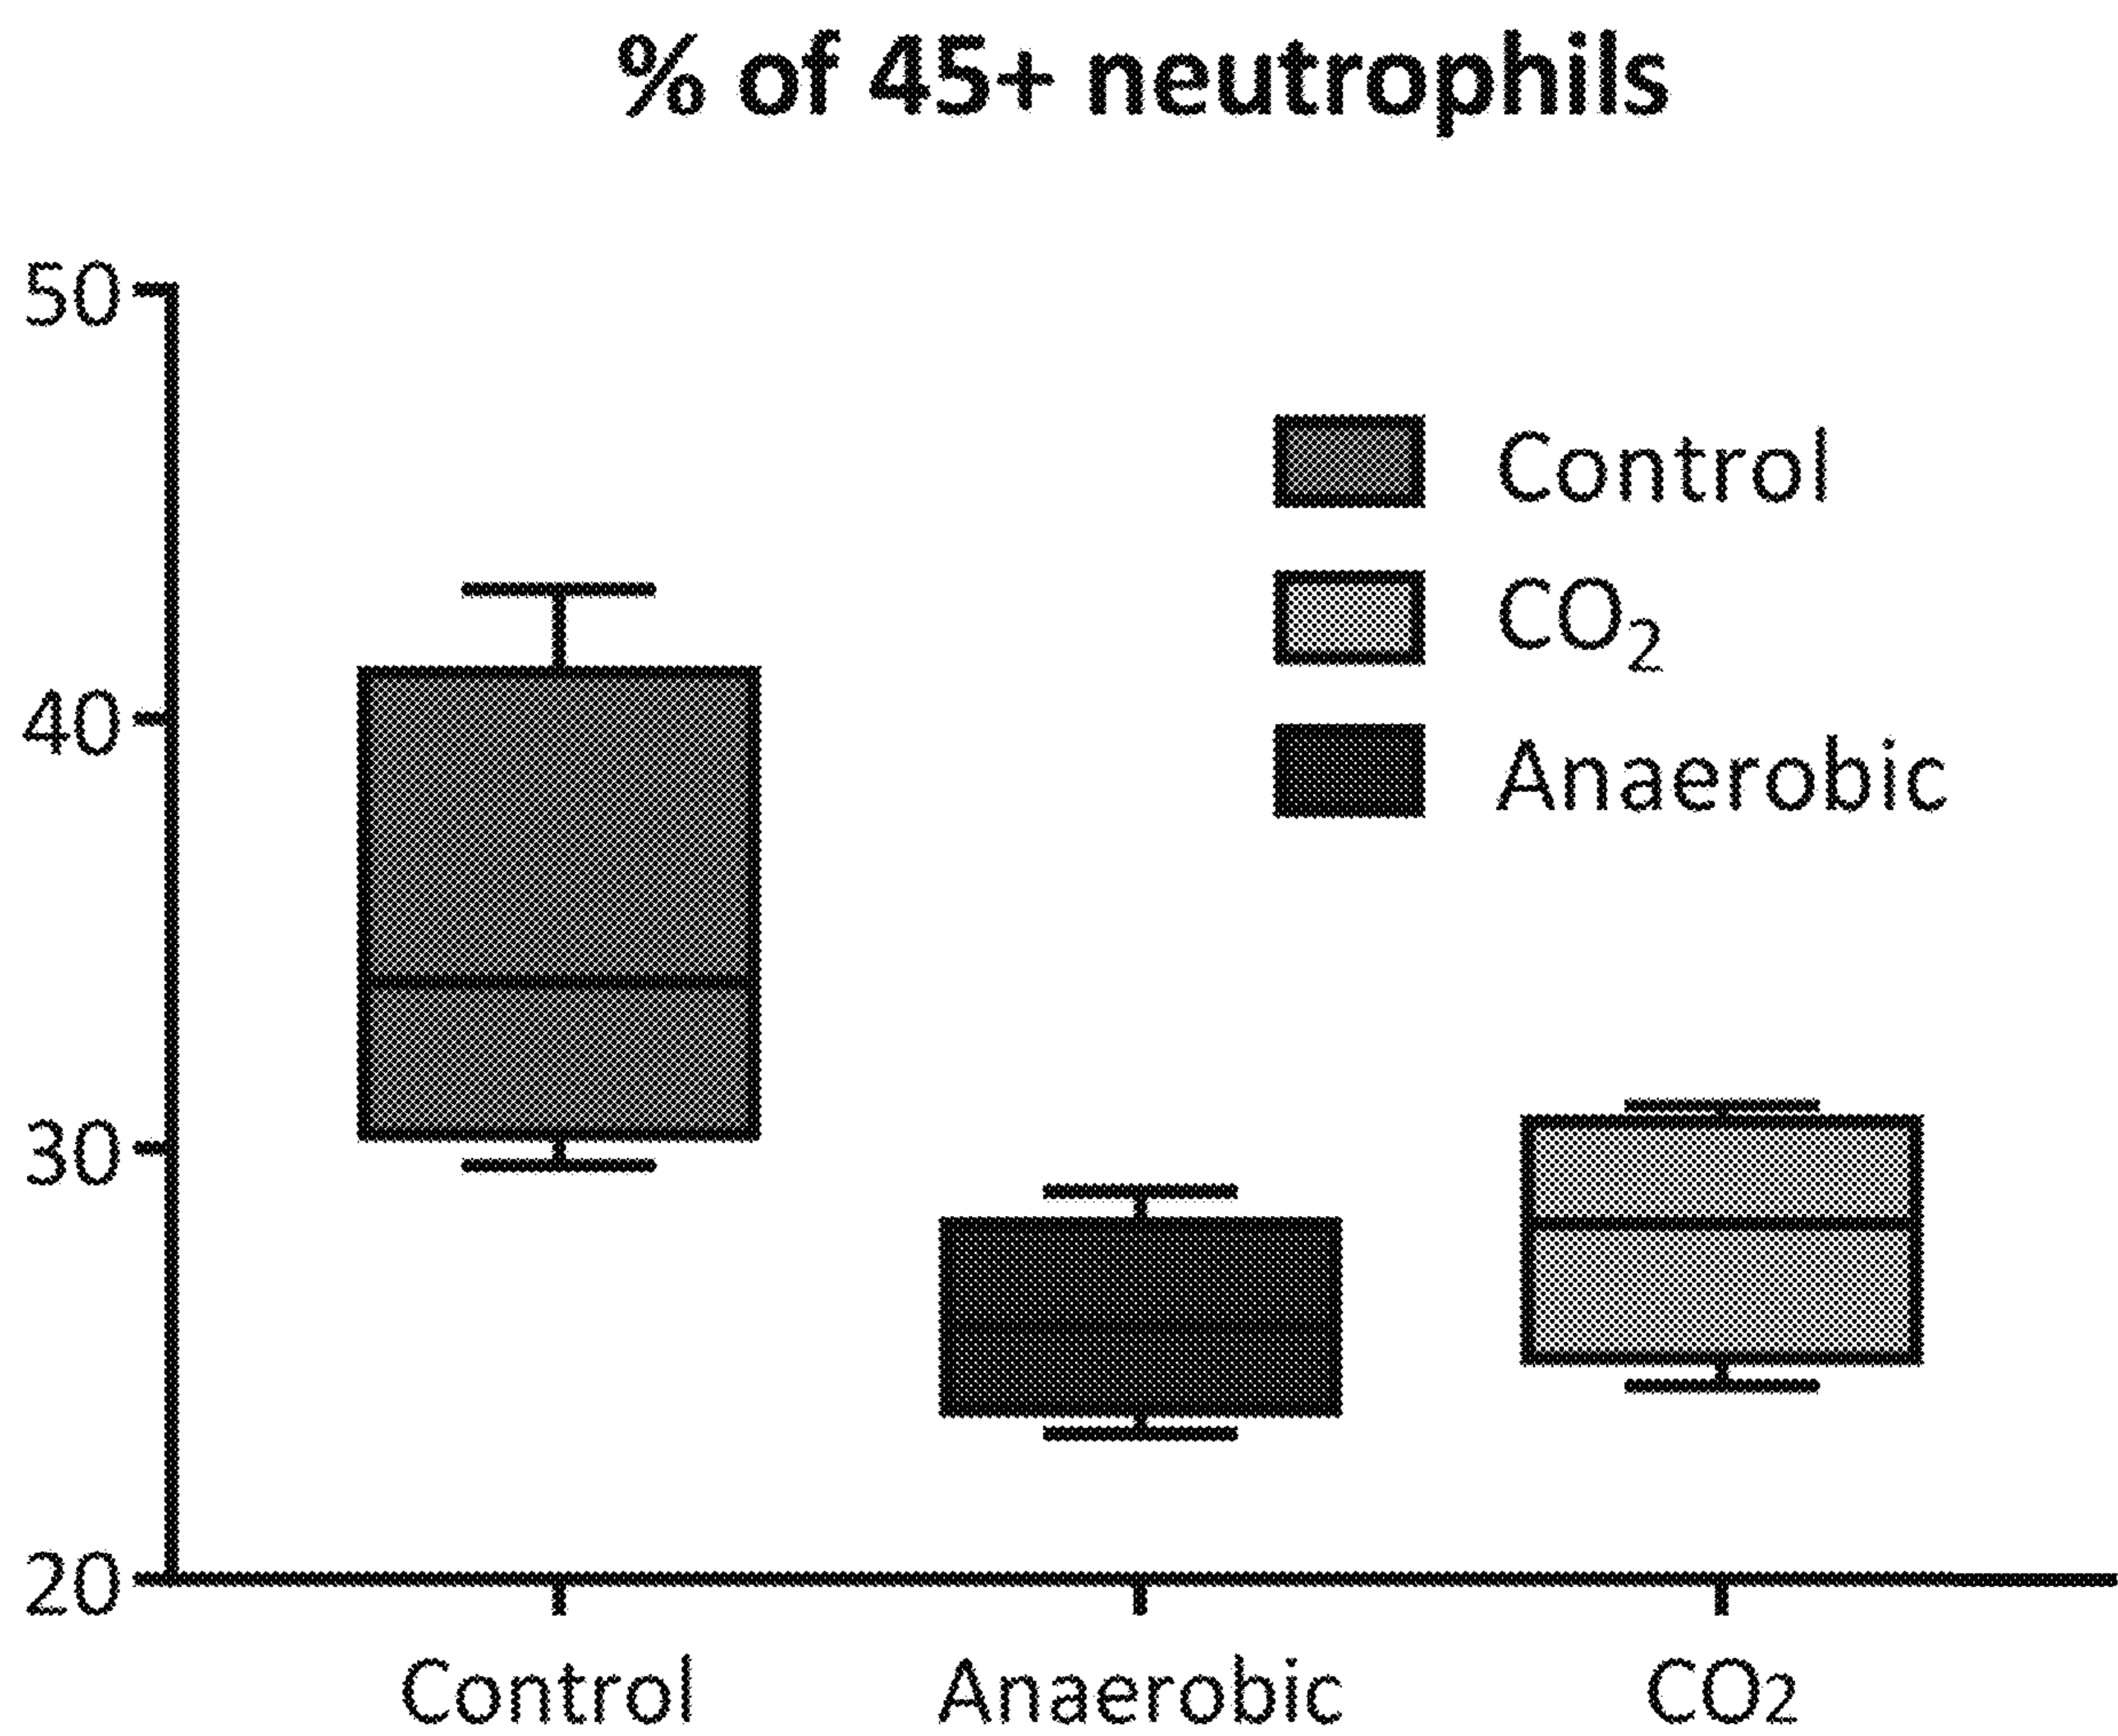 % of 45+ neutrophils
50
40
30
20
Control
CO₂
Anaerobic
Control
Anaerobic
CO2